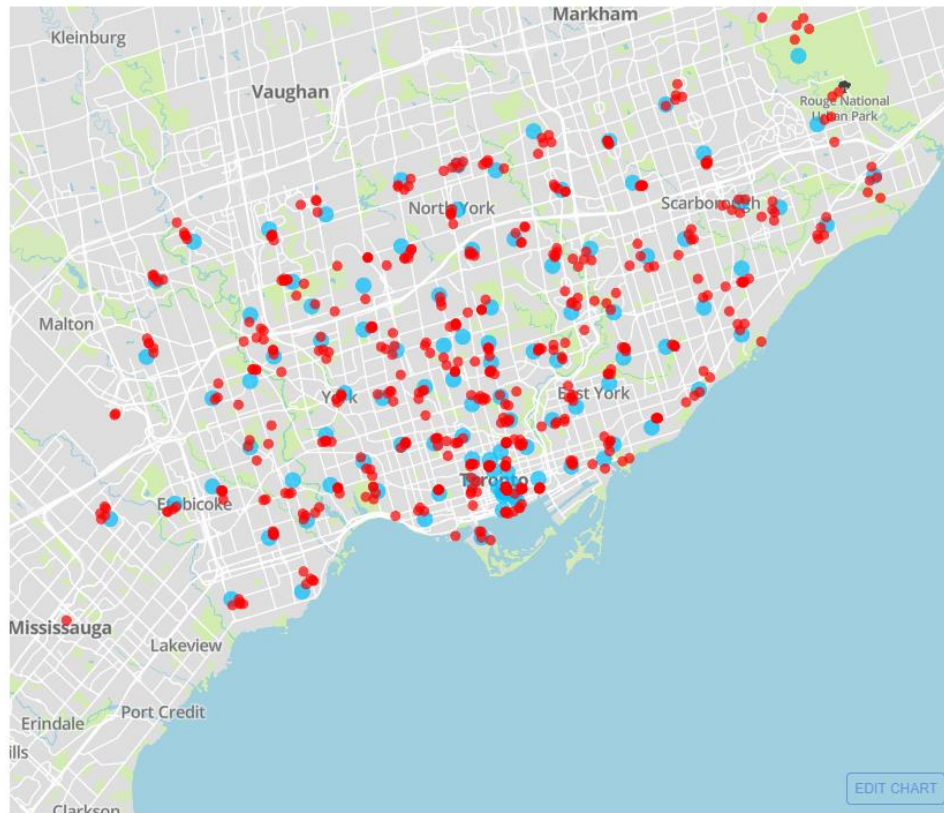 Markham
Kleinburg
Vaughan
Rouge National
Urban Park
North York
Scarborough
Malton
York
East York
Toronto
Etobicoke
Mississauga
Lakeview
Port Credit
Erindale
ills
Clarkson
EDIT CHART